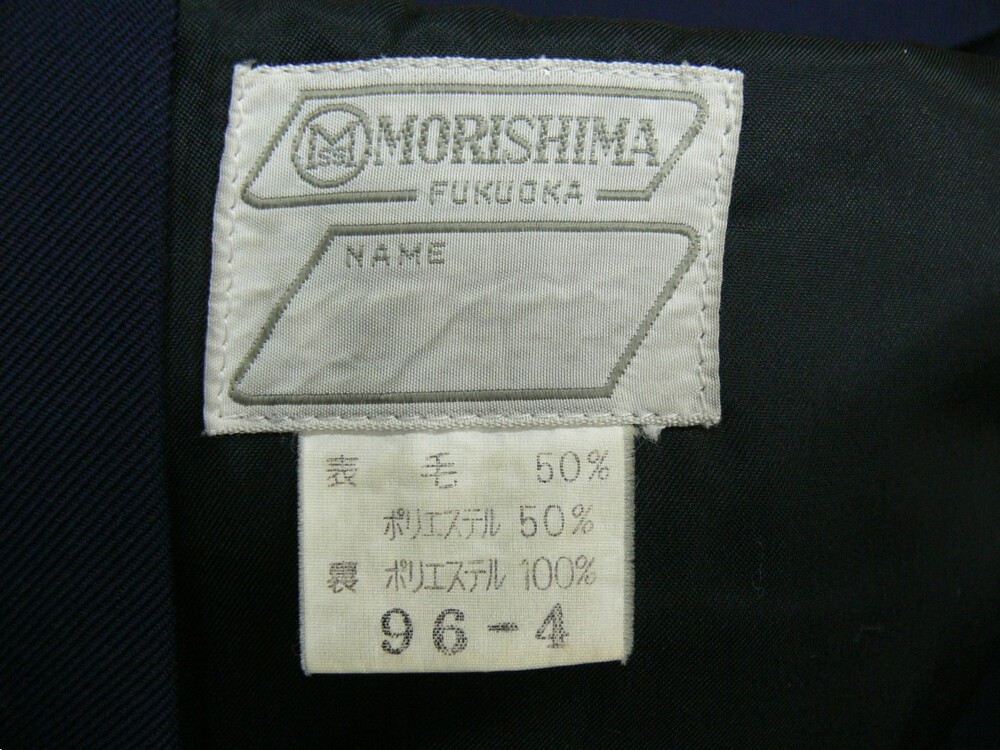 MORISHIMA
FUKUOKA
NAME
表 毛 50%
ポリエステル 50%
裏 ポリエステル 100%
96-4